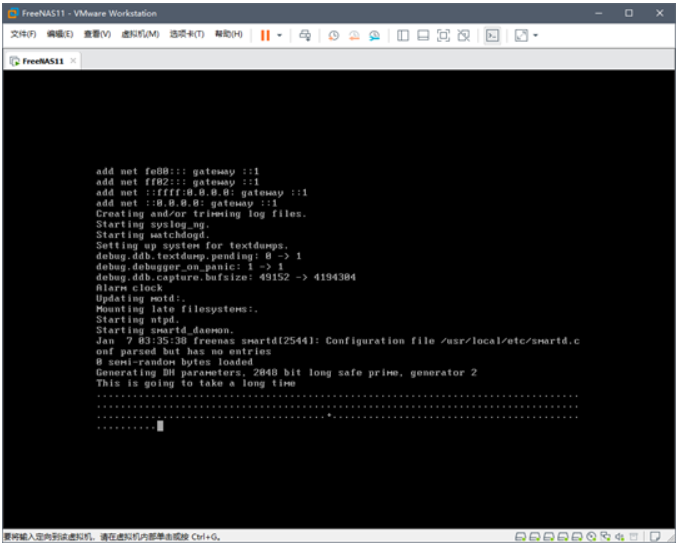 FreeNAS11 - VMware Workstation
文件(F) 编辑(E) 查看(V) 虚拟机(M) 选项卡(T) 帮助(H)
FreeNAS11
add net fe80::: gateway ::1
add net ff02::: gateway ::1
add net ::ffff:0.0.0.0: gateway ::1
add net ::0.0.0.0: gateway ::1
Creating and/or trimming log files.
Starting syslog_ng.
Starting watchdogd.
Setting up system for textdumps.
debug.ddb.textdump.pending: 0 -> 1
debug.debugger_on_panic: 1 -> 1
debug.ddb.capture.bufsize: 49152 -> 4194304
Alarm clock
Updating motd:.
Mounting late filesystems:.
Starting ntpd.
Starting smartd_daemon.
Jan  7 03:35:38 freenas smartd[2544]: Configuration file /usr/local/etc/smartd.c
onf parsed but has no entries
0 semi-random bytes loaded
Generating DH parameters, 2048 bit long safe prime, generator 2
This is going to take a long time
................................................................................
................................................................................
......................................+.........................................
..........
要将输入定向到该虚拟机，请在虚拟机内部单击或按 Ctrl+G。